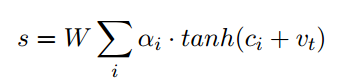 s = W ∑_i α_i · tanh(c_i + v_t)